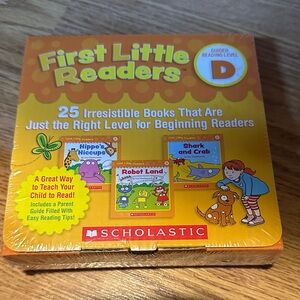 First Little
Readers
GUIDED READING LEVEL
D
25 Irresistible Books That Are
Just the Right Level for Beginning Readers
Hippo's
Hiccups
Robot Land
Shark
and Crab
A Great Way
to Teach Your
Child to Read!
Includes a Parent
Guide Filled With
Easy Reading Tips!
SCHOLASTIC